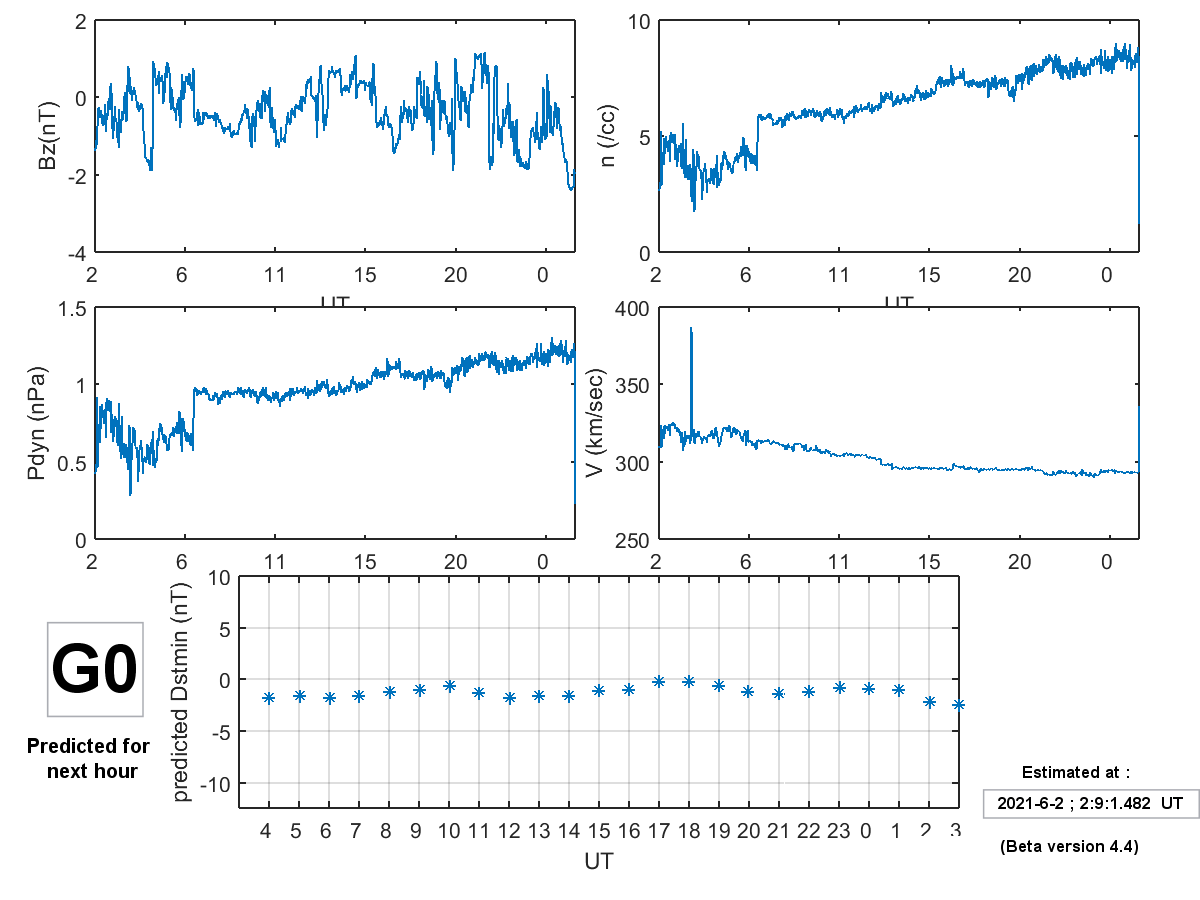 2
0
-2
-4
Bz(nT)
2 6 11 15 20 0
UT
10
5
0
n (/cc)
2 6 11 15 20 0
UT
1.5
1
0.5
0
Pdyn (nPa)
2 6 11 15 20 0
400
350
300
250
V (km/sec)
2 6 11 15 20 0
10
5
0
-5
-10
predicted Dstmin (nT)
4 5 6 7 8 9 10 11 12 13 14 15 16 17 18 19 20 21 22 23 0 1 2 3
UT
G0
Predicted for
next hour
Estimated at :
2021-6-2 ; 2:9:1.482 UT
(Beta version 4.4)